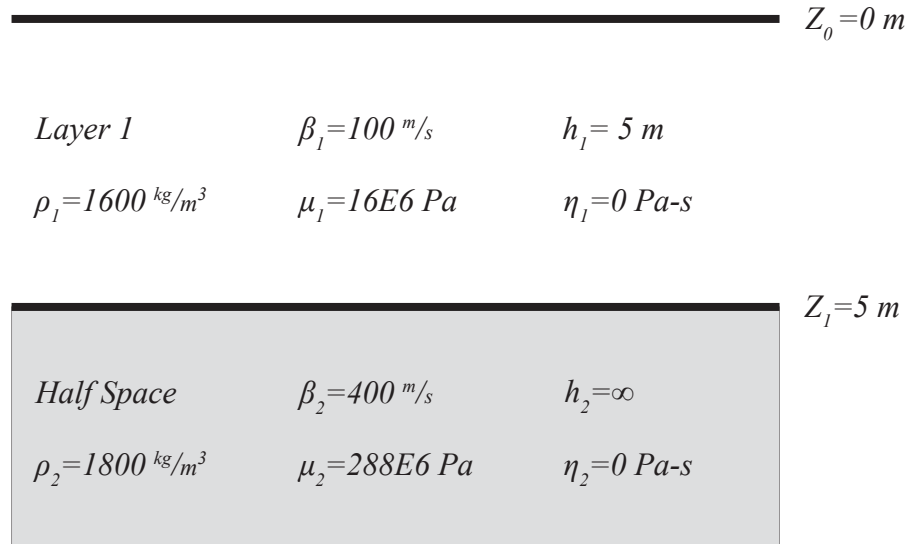 Z₀=0 m
Layer 1 β₁=100 ᵐ/s h₁= 5 m
ρ₁=1600 ᵏᵍ/m³ μ₁=16E6 Pa η₁=0 Pa-s
Z₁=5 m
Half Space β₂=400 ᵐ/s h₂=∞
ρ₂=1800 ᵏᵍ/m³ μ₂=288E6 Pa η₂=0 Pa-s